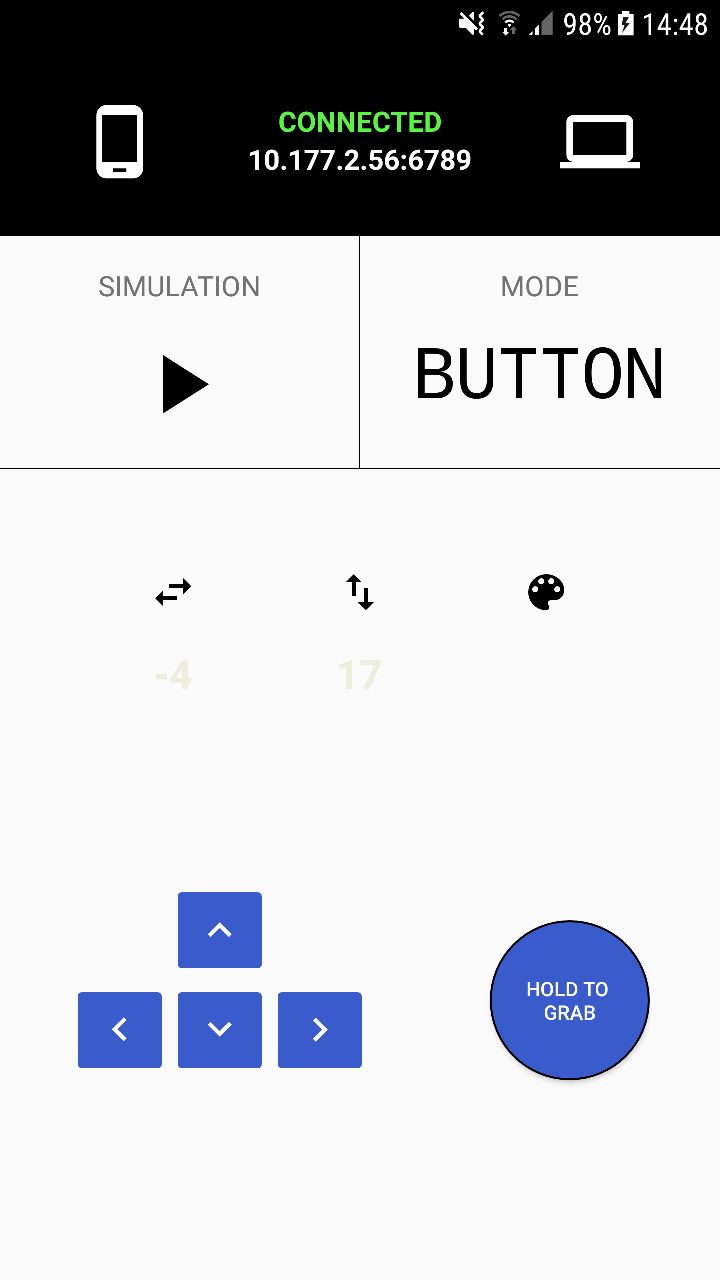 98% 14:48
CONNECTED
10.177.2.56:6789
SIMULATION
MODE
BUTTON
-4
17
HOLD TO
GRAB